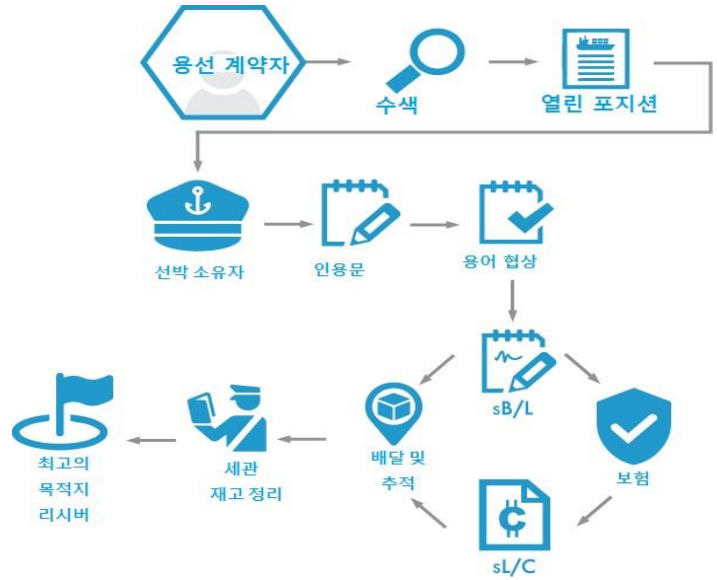 용선 계약자
수색
열린 포지션
선박 소유자
인용문
용어 협상
sB/L
보험
sL/C
배달 및
추적
세관
재고 정리
최고의
목적지
리시버